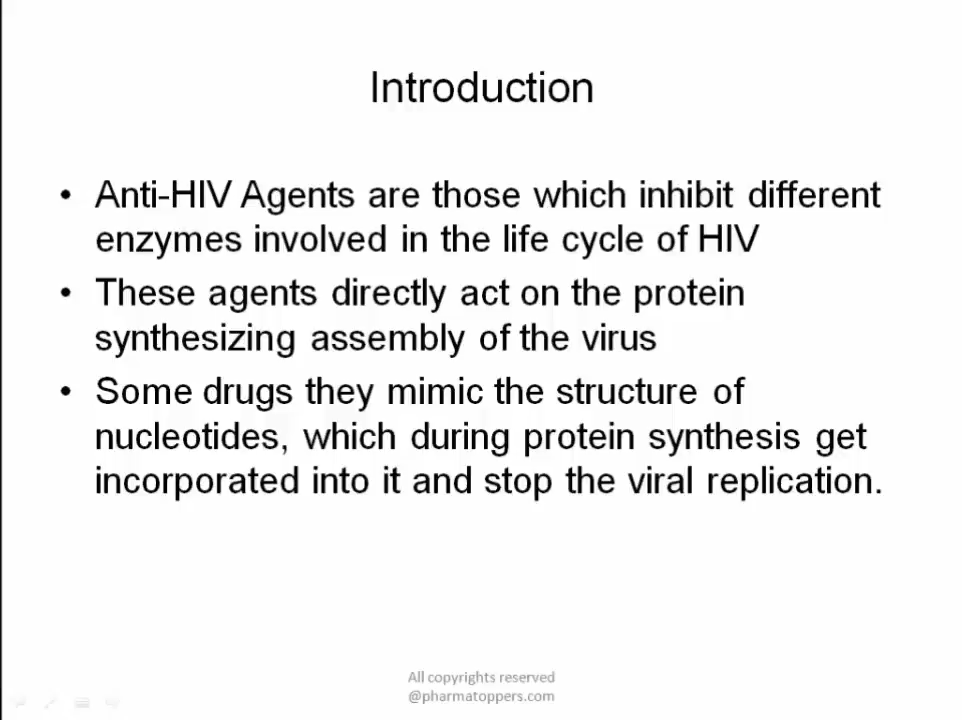 Introduction
• Anti-HIV Agents are those which inhibit different
enzymes involved in the life cycle of HIV
• These agents directly act on the protein
synthesizing assembly of the virus
• Some drugs they mimic the structure of
nucleotides, which during protein synthesis get
incorporated into it and stop the viral replication.
All copyrights reserved
@pharmatoppers.com